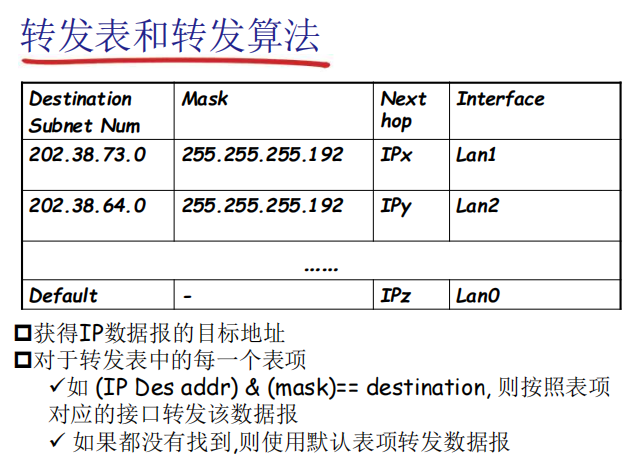 转发表和转发算法
Destination Subnet Num Mask Next hop Interface
202.38.73.0 255.255.255.192 IPx Lan1
202.38.64.0 255.255.255.192 IPy Lan2
……
Default - IPz Lan0
获得IP数据报的目标地址
对于转发表中的每一个表项
✓如 (IP Des addr) & (mask)== destination, 则按照表项
对应的接口转发该数据报
✓ 如果都没有找到,则使用默认表项转发数据报